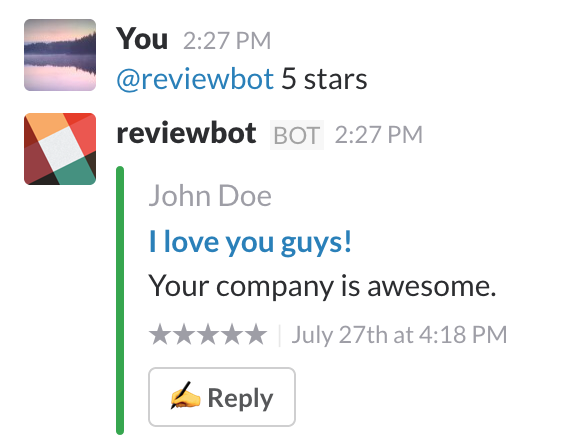 You 2:27 PM
@reviewbot 5 stars
reviewbot BOT 2:27 PM
John Doe
I love you guys!
Your company is awesome.
★★★★★ | July 27th at 4:18 PM
✍️ Reply